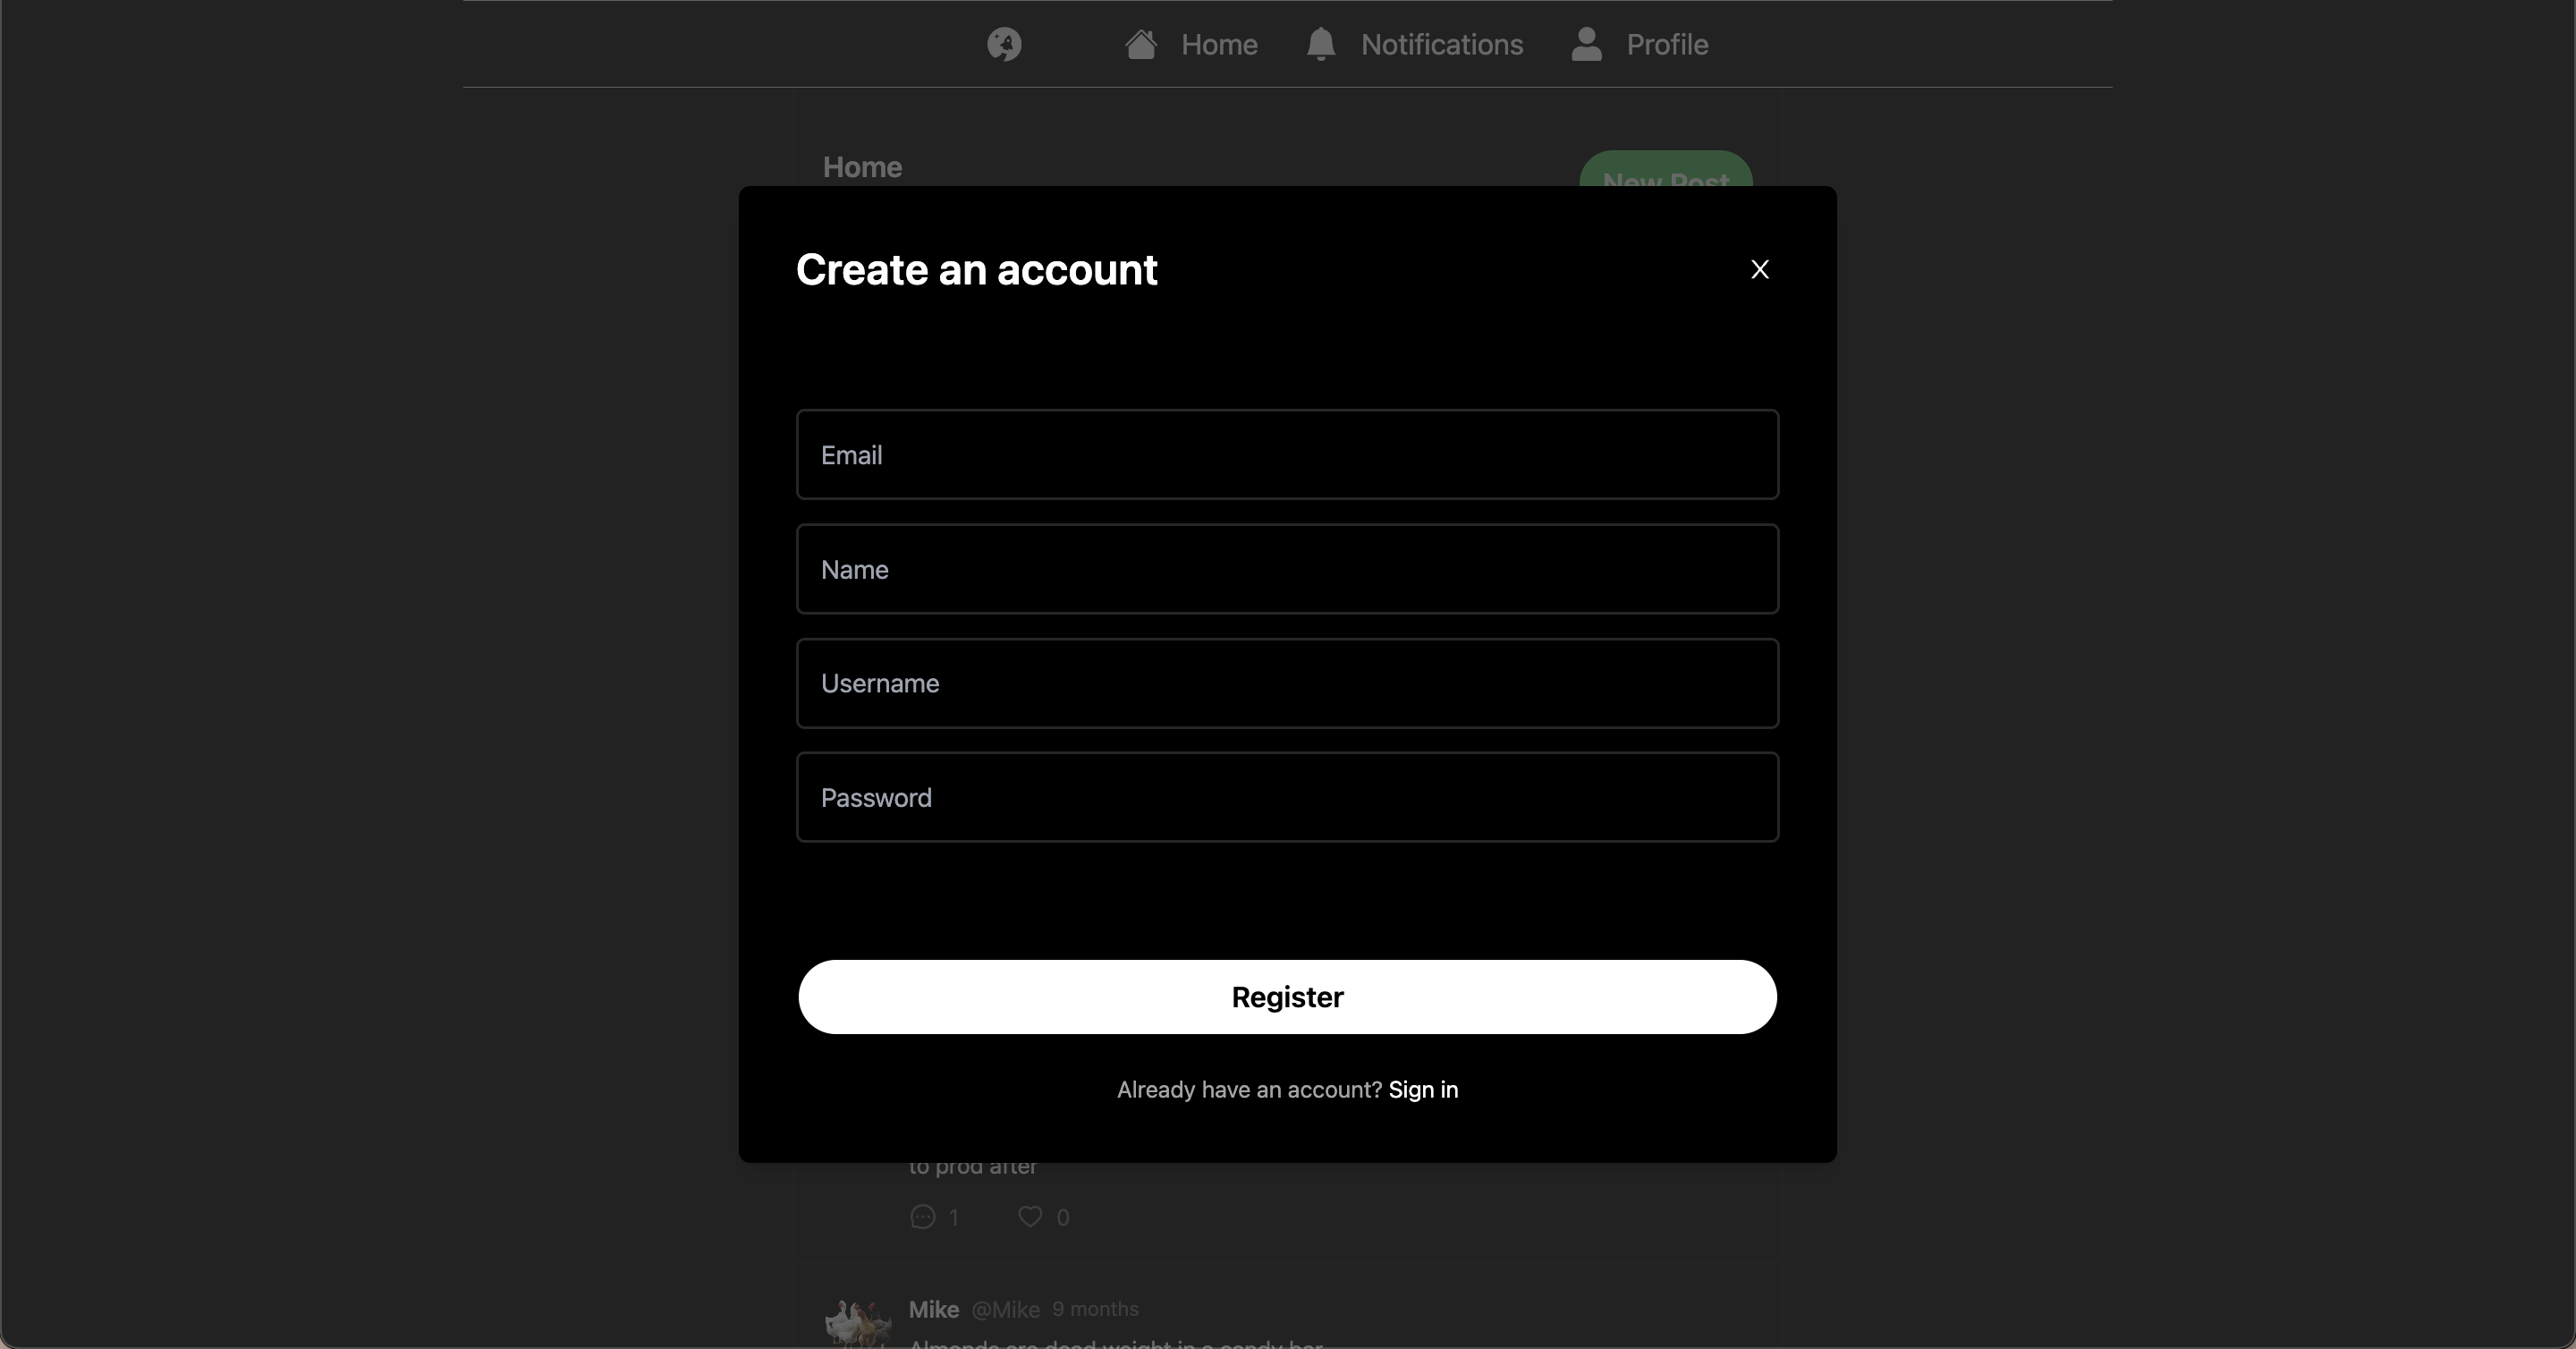 Home Notifications Profile
Home
New Post
Create an account
X
Email
Name
Username
Password
Register
Already have an account? Sign in
to prod after
1 0
Mike @Mike 9 months
Almonds are dead weight in a candy bar